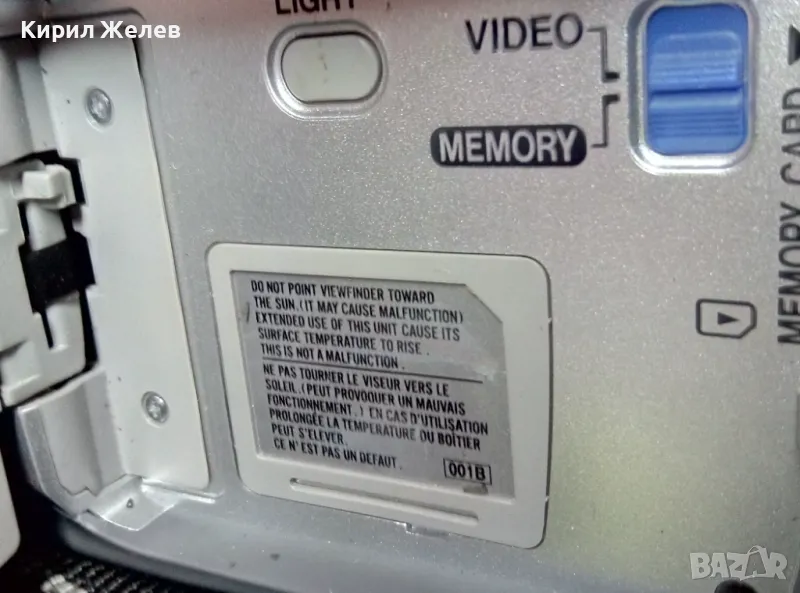 Кирил Желев
LIGHT
VIDEO
MEMORY
MEMORY CARD
DO NOT POINT VIEWFINDER TOWARD
THE SUN.(IT MAY CAUSE MALFUNCTION)
EXTENDED USE OF THIS UNIT CAUSE ITS
SURFACE TEMPERATURE TO RISE.
THIS IS NOT A MALFUNCTION.
NE PAS TOURNER LE VISEUR VERS LE
SOLEIL.(PEUT PROVOQUER UN MAUVAIS
FONCTIONNEMENT.) EN CAS D'UTILISATION
PROLONGÉE LA TEMPERATURE DU BOÎTIER
PEUT S'ELEVER.
CE N'EST PAS UN DEFAUT.
001B
BAZAR